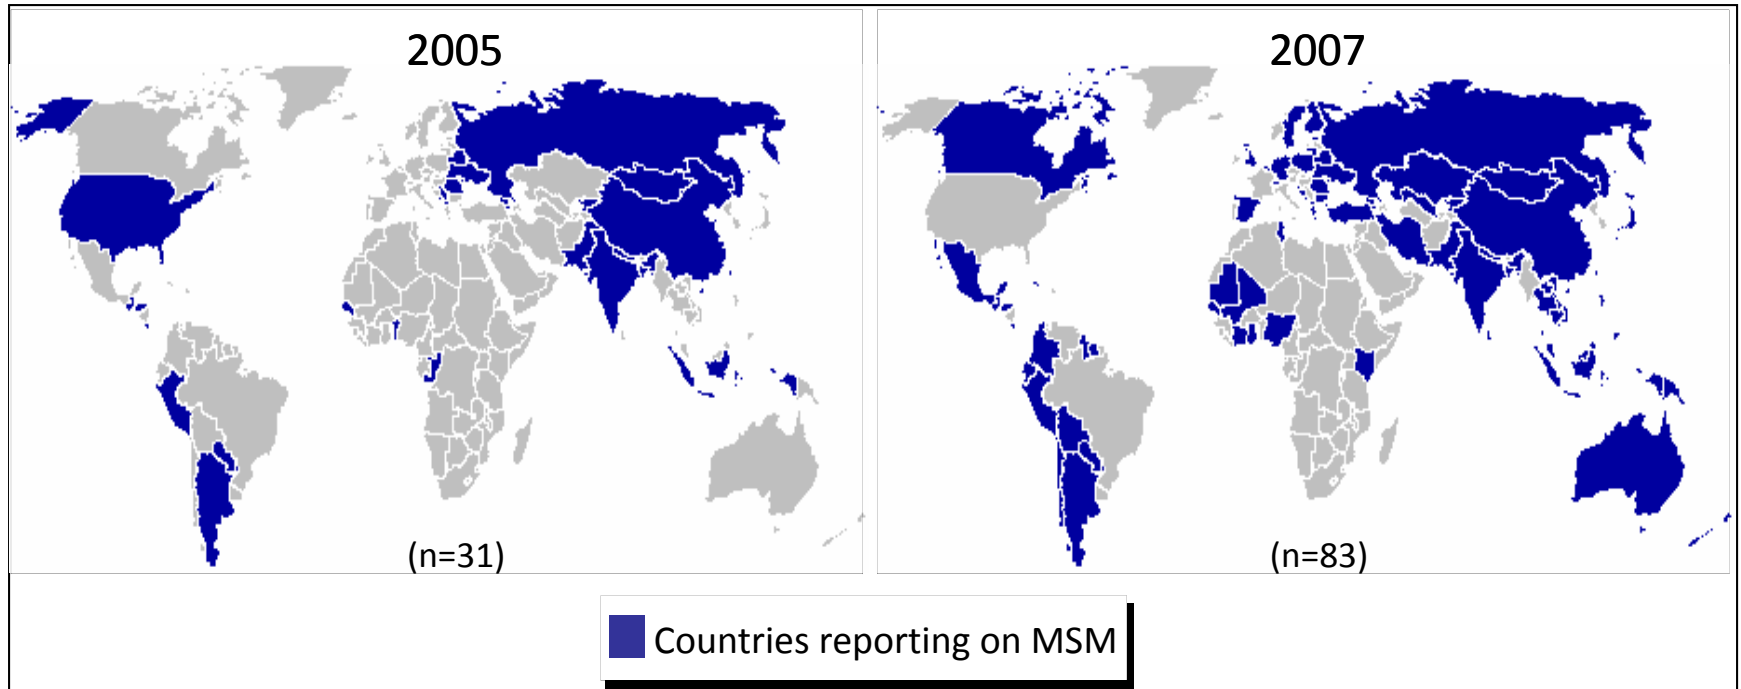 2005
2007
(n=31)
(n=83)
Countries reporting on MSM